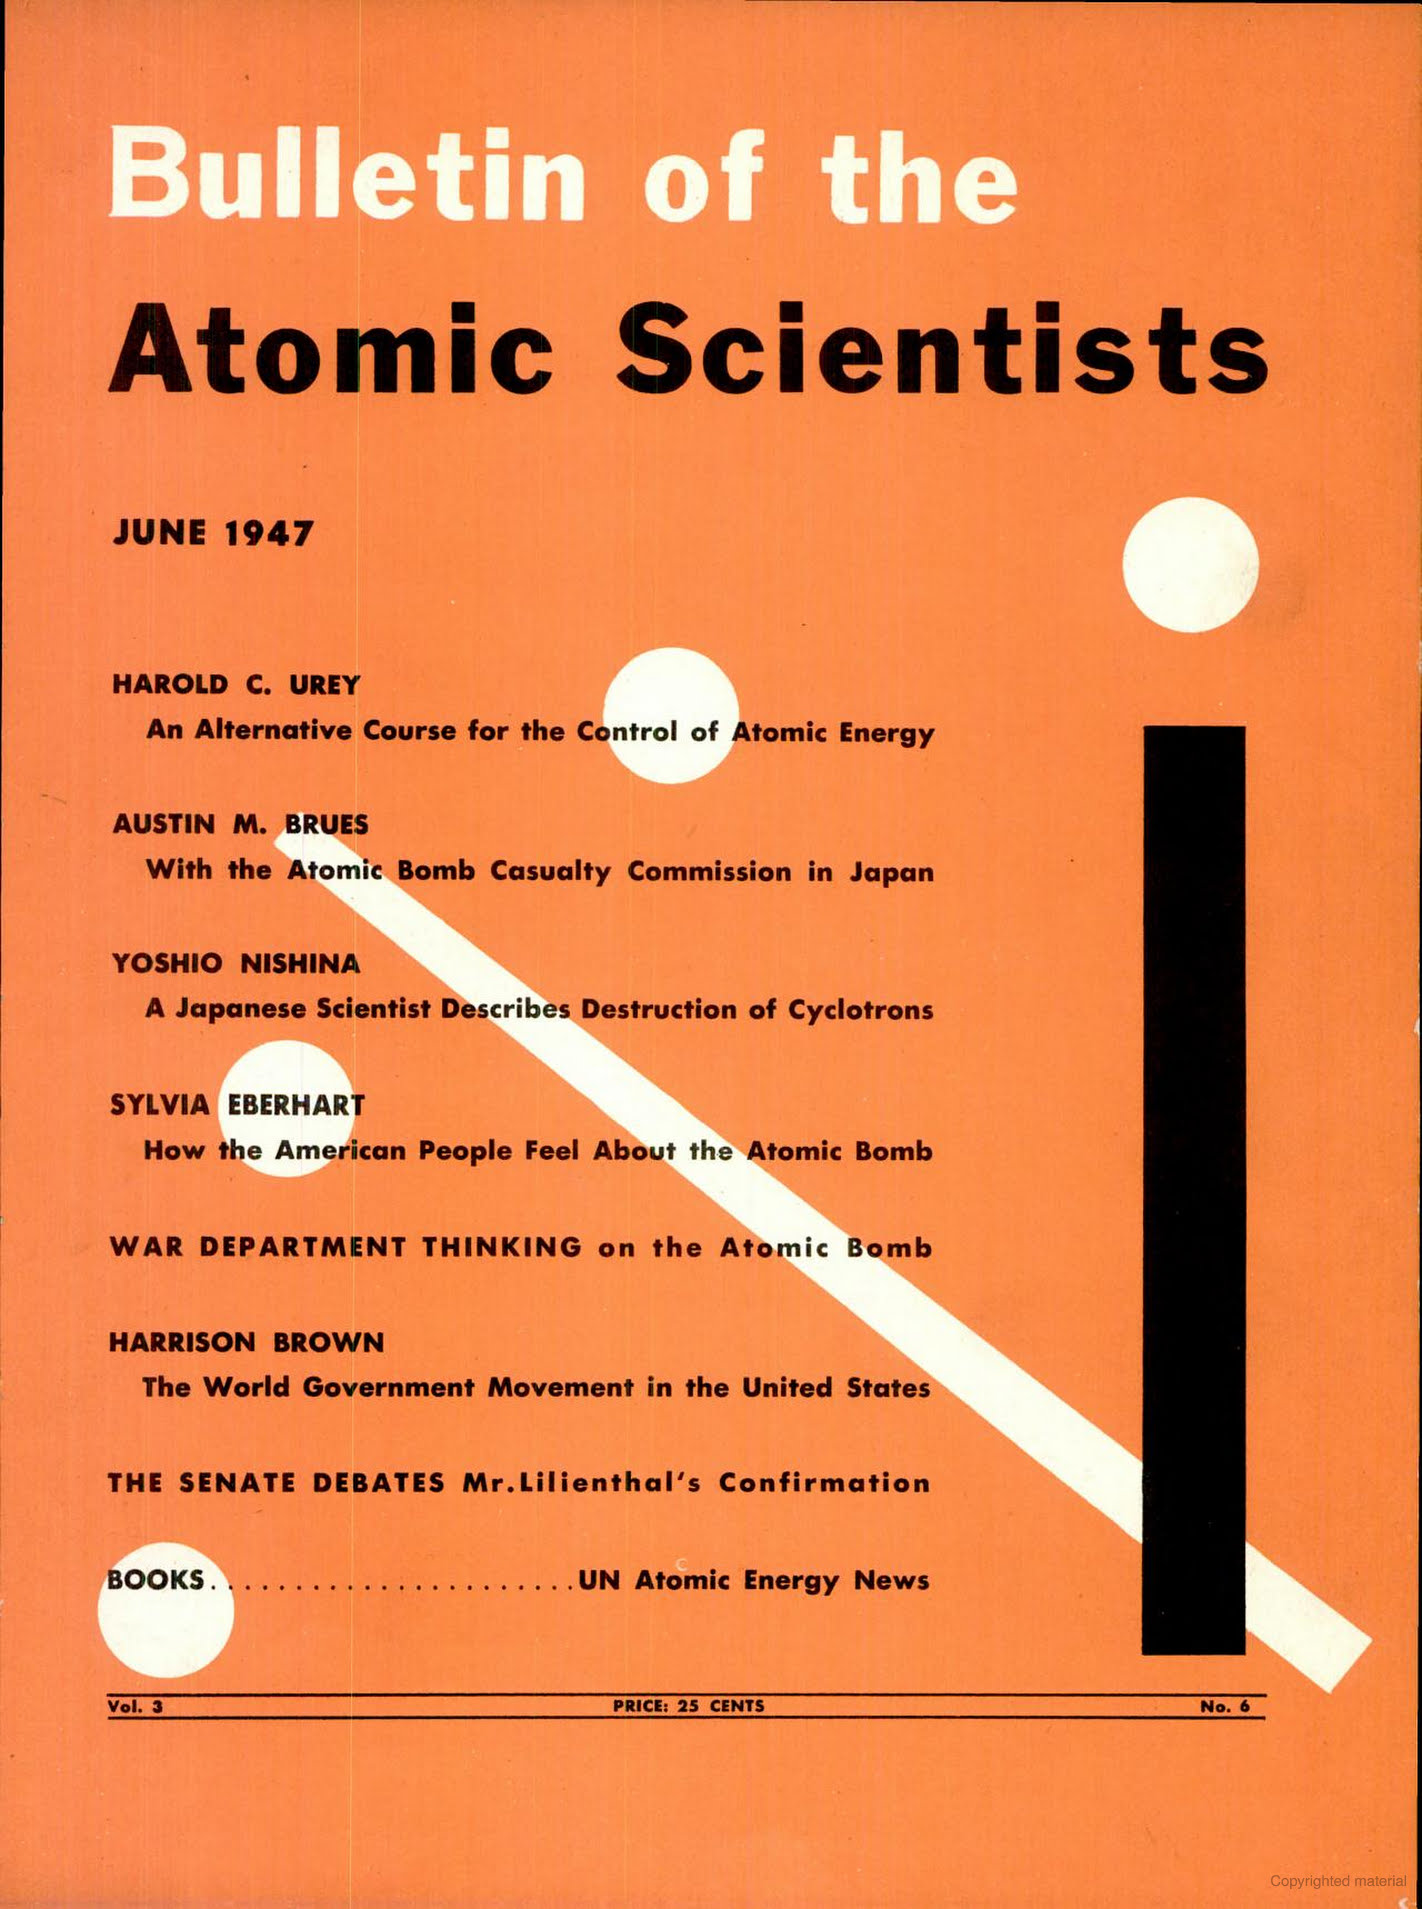 Bulletin of the
Atomic Scientists
JUNE 1947
HAROLD C. UREY
An Alternative Course for the Control of Atomic Energy
AUSTIN M. BRUES
With the Atomic Bomb Casualty Commission in Japan
YOSHIO NISHINA
A Japanese Scientist Describes Destruction of Cyclotrons
SYLVIA EBERHART
How the American People Feel About the Atomic Bomb
WAR DEPARTMENT THINKING on the Atomic Bomb
HARRISON BROWN
The World Government Movement in the United States
THE SENATE DEBATES Mr.Lilienthal's Confirmation
BOOKS.......................UN Atomic Energy News
Vol. 3 PRICE: 25 CENTS No. 6
Copyrighted material